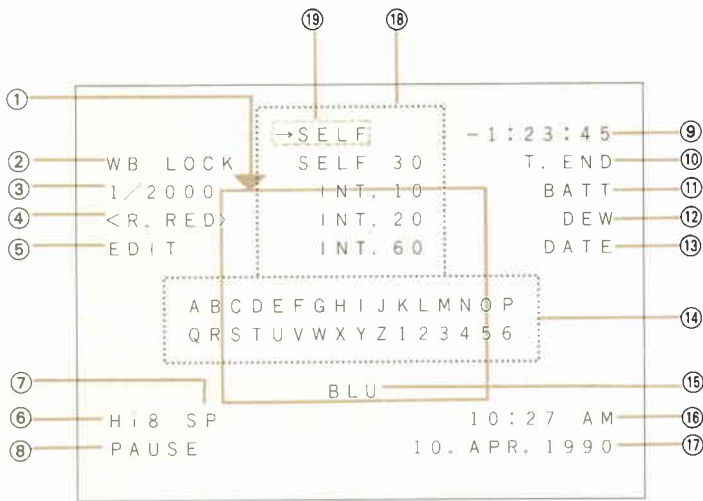 ⑲ ⑱
①
→SELF -1:23:45 ⑨
② WB LOCK SELF 30 T. END ⑩
③ 1/2000 INT. 10 BATT ⑪
④ <R. RED> INT. 20 DEW ⑫
⑤ EDIT INT. 60 DATE ⑬
ABCDEFGHIJKLMNOP
QRSTUVWXYZ123456 ⑭
⑦ BLU ⑮
⑥ Hi8 SP 10:27 AM ⑯
⑧ PAUSE 10. APR. 1990 ⑰